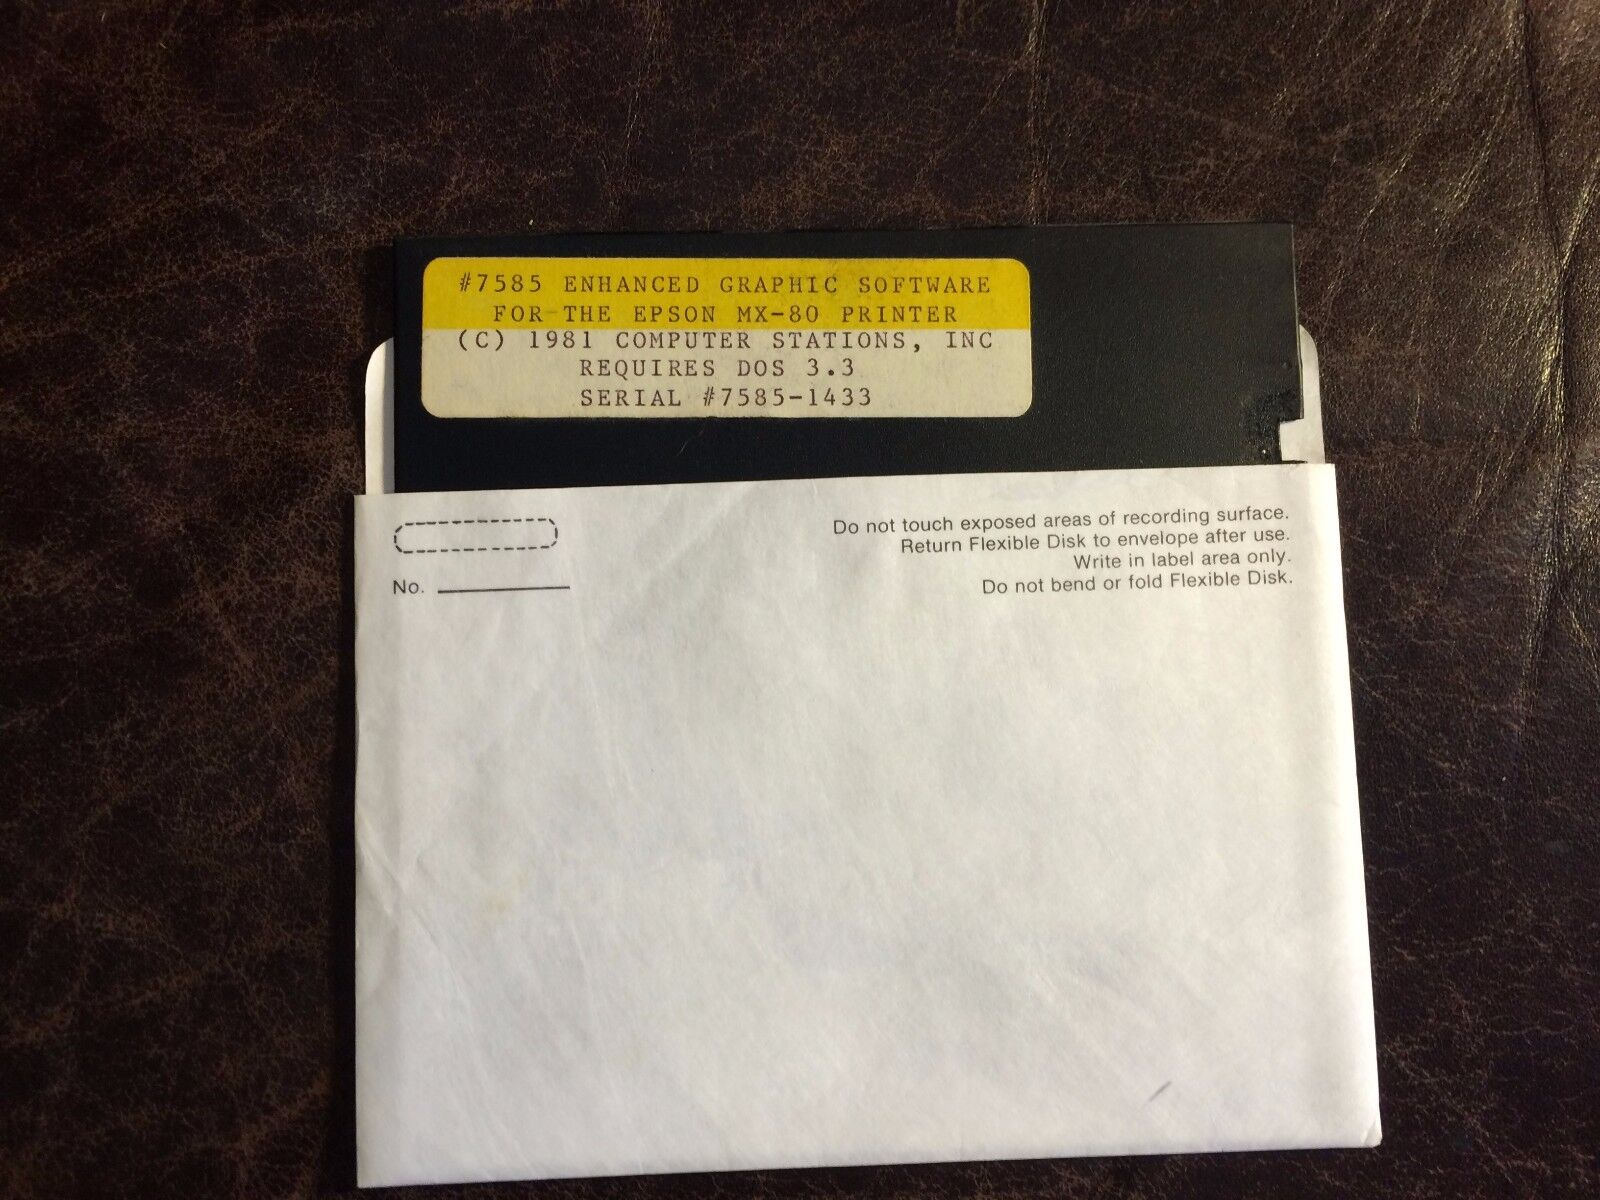 #7585 ENHANCED GRAPHIC SOFTWARE
FOR THE EPSON MX-80 PRINTER
(C) 1981 COMPUTER STATIONS, INC
REQUIRES DOS 3.3
SERIAL #7585-1433
Do not touch exposed areas of recording surface.
Return Flexible Disk to envelope after use.
Write in label area only.
Do not bend or fold Flexible Disk.
No.